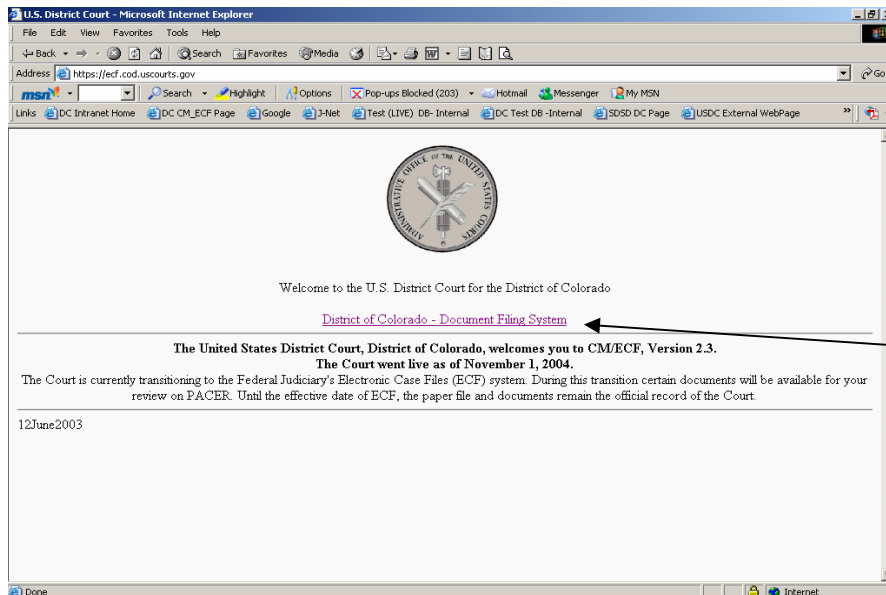 U.S. District Court - Microsoft Internet Explorer
File Edit View Favorites Tools Help
Back Search Favorites Media
Address https://ecf.cod.uscourts.gov Go
msn Search Highlight Options Pop-ups Blocked (203) Hotmail Messenger My MSN
Links DC Intranet Home DC CM_ECF Page Google J-Net Test (LIVE) DB- Internal DC Test DB -Internal SDSD DC Page USDC External WebPage »
ADMINISTRATIVE OFFICE OF THE UNITED STATES COURTS
Welcome to the U.S. District Court for the District of Colorado
District of Colorado - Document Filing System
The United States District Court, District of Colorado, welcomes you to CM/ECF, Version 2.3.
The Court went live as of November 1, 2004.
The Court is currently transitioning to the Federal Judiciary's Electronic Case Files (ECF) system. During this transition certain documents will be available for your
review on PACER. Until the effective date of ECF, the paper file and documents remain the official record of the Court.
12June2003
Done Internet